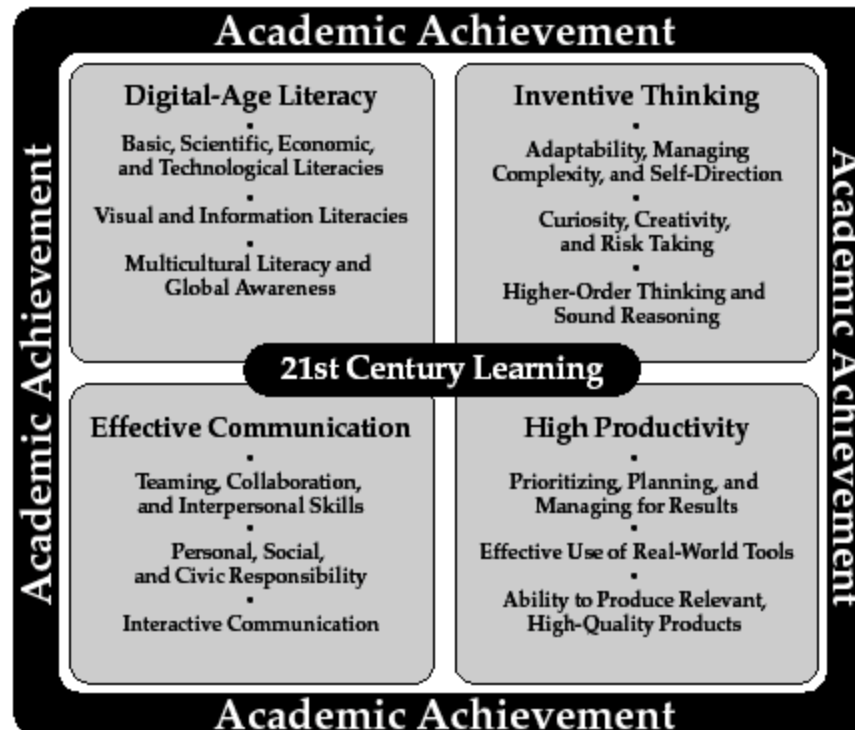 Academic Achievement
Academic Achievement
Digital-Age Literacy
Basic, Scientific, Economic,
and Technological Literacies
Visual and Information Literacies
Multicultural Literacy and
Global Awareness
Inventive Thinking
Adaptability, Managing
Complexity, and Self-Direction
Curiosity, Creativity,
and Risk Taking
Higher-Order Thinking and
Sound Reasoning
Academic Achievement
21st Century Learning
Effective Communication
Teaming, Collaboration,
and Interpersonal Skills
Personal, Social,
and Civic Responsibility
Interactive Communication
High Productivity
Prioritizing, Planning, and
Managing for Results
Effective Use of Real-World Tools
Ability to Produce Relevant,
High-Quality Products
Academic Achievement